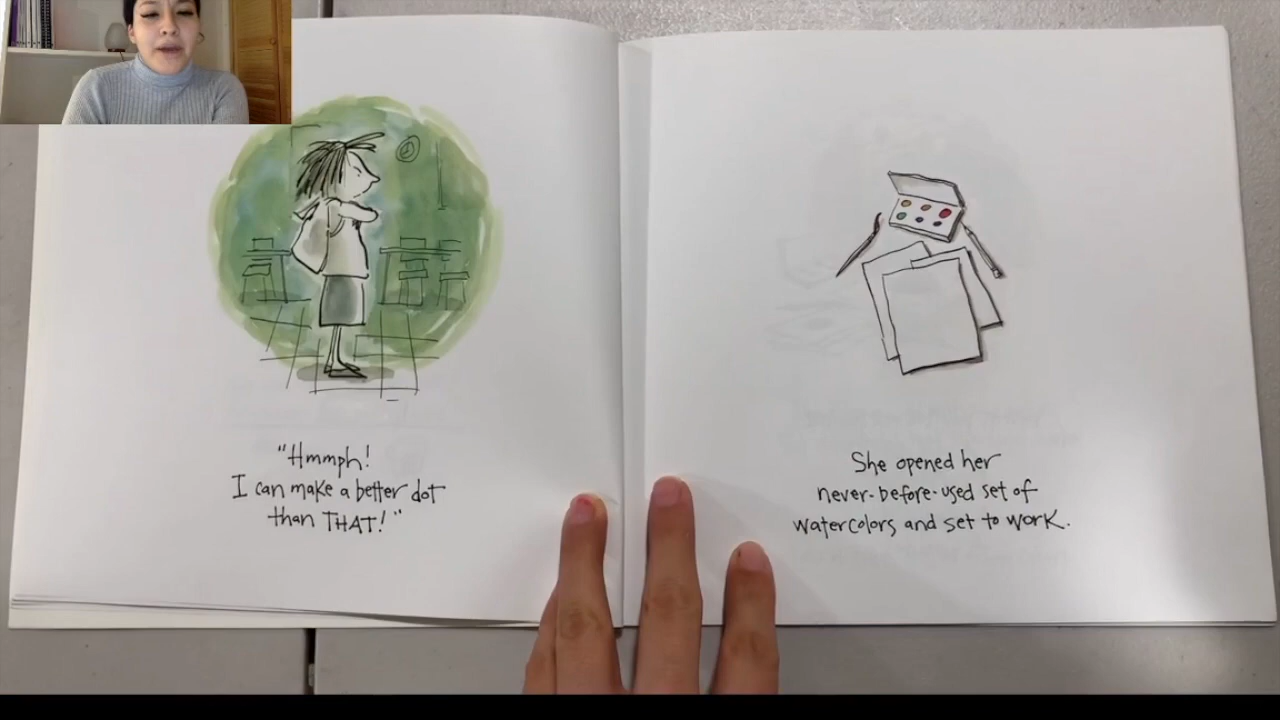 "Hmmph!
I can make a better dot
than THAT!"
She opened her
never-before-used set of
watercolors and set to work.